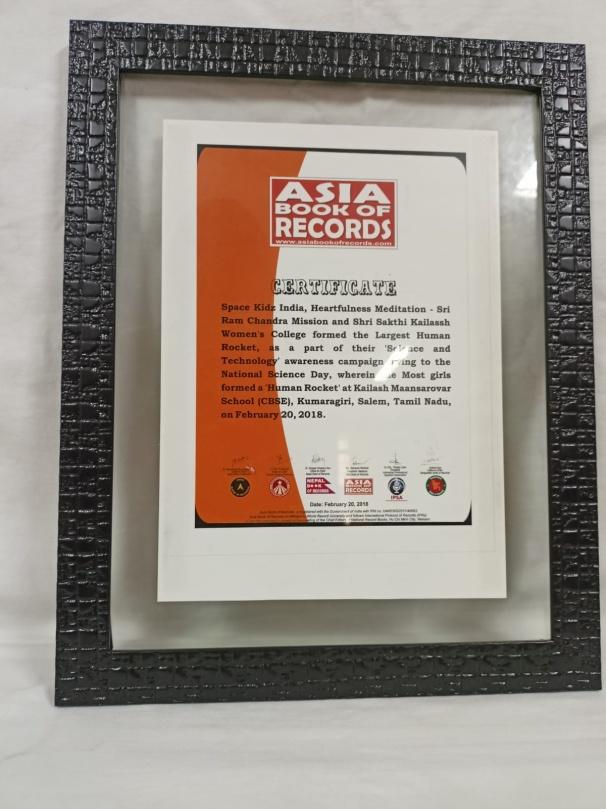 ASIA
BOOK OF
RECORDS
www.asiabookofrecords.com
CERTIFICATE
Space Kidz India, Heartfulness Meditation - Sri
Ram Chandra Mission and Shri Sakthi Kailassh
Women's College formed the Largest Human
Rocket, as a part of their 'Science and
Technology' awareness campaign to the
National Science Day, wherein Most girls
formed a 'Human Rocket' at Kailash Maansarovar
School (CBSE), Kumaragiri, Salem, Tamil Nadu,
on February 20, 2018.
NEPAL
ASIA
BOOK OF
RECORDS
IPSA
Date: February 20, 2018